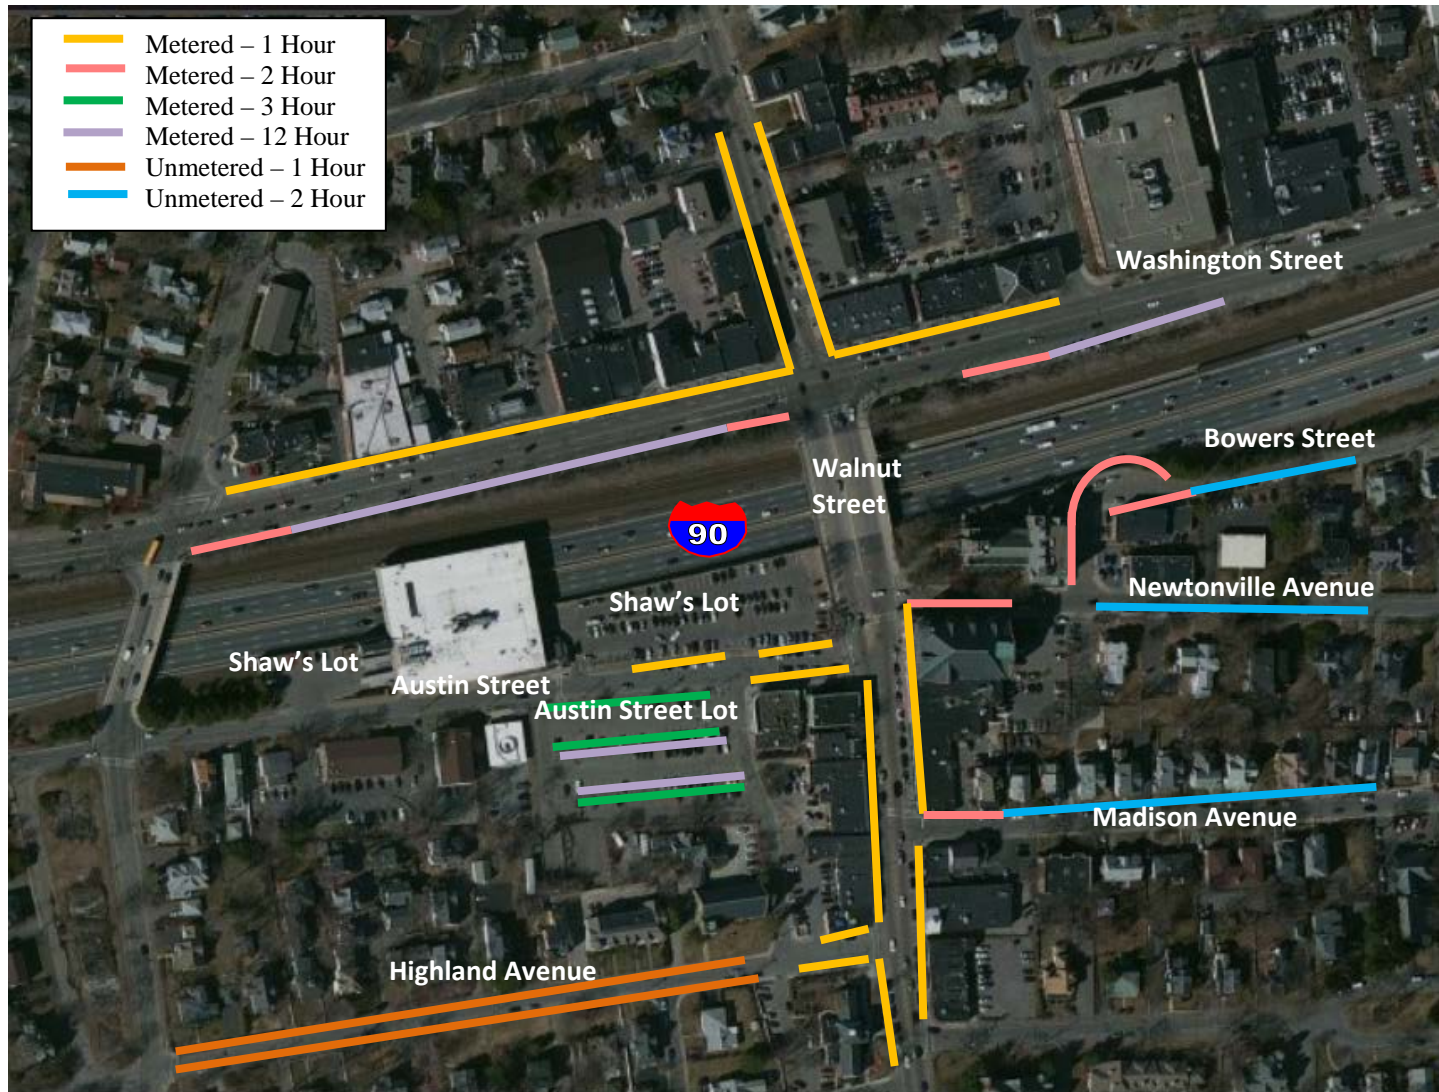 Metered – 1 Hour
Metered – 2 Hour
Metered – 3 Hour
Metered – 12 Hour
Unmetered – 1 Hour
Unmetered – 2 Hour
Washington Street
Bowers Street
Walnut
Street
90
Newtonville Avenue
Shaw’s Lot
Shaw’s Lot
Austin Street
Austin Street Lot
Madison Avenue
Highland Avenue